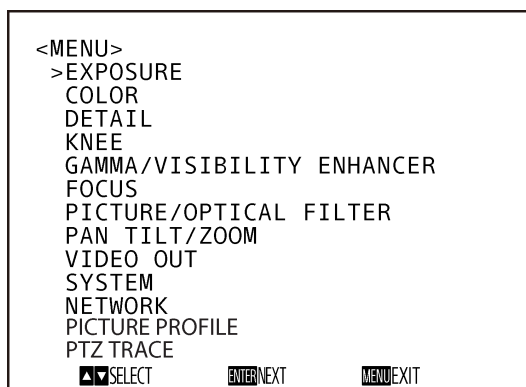 <MENU>
>EXPOSURE
COLOR
DETAIL
KNEE
GAMMA/VISIBILITY ENHANCER
FOCUS
PICTURE/OPTICAL FILTER
PAN TILT/ZOOM
VIDEO OUT
SYSTEM
NETWORK
PICTURE PROFILE
PTZ TRACE
▲▼SELECT ENTERNEXT MENUEXIT